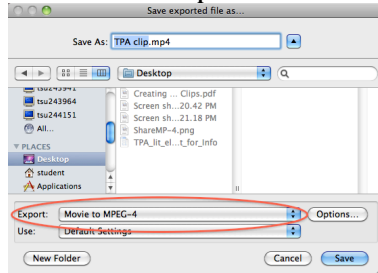 Save exported file as...
Save As: TPA clip.mp4
Desktop
tsu243964
tsu244151
All...
PLACES
Desktop
student
Applications
Creating ... Clips.pdf
Screen sh...20.42 PM
Screen sh...21.18 PM
ShareMP-4.png
TPA_lit_el...t_for_Info
Export: Movie to MPEG-4 Options...
Use: Default Settings
New Folder Cancel Save